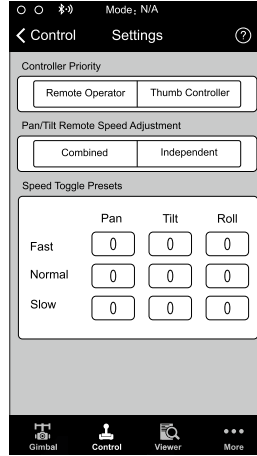 Mode: N/A
Control Settings ?
Controller Priority
Remote Operator Thumb Controller
Pan/Tilt Remote Speed Adjustment
Combined Independent
Speed Toggle Presets
Pan Tilt Roll
Fast 0 0 0
Normal 0 0 0
Slow 0 0 0
Gimbal Control Viewer More